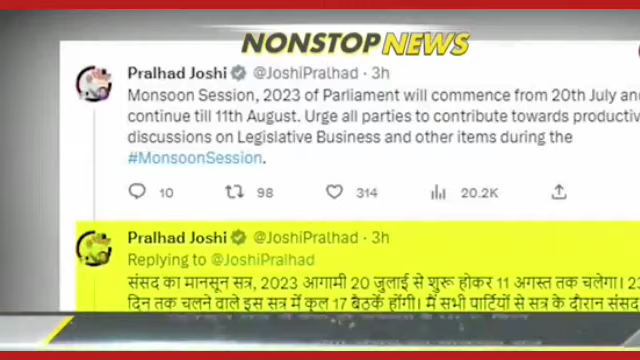 NONSTOP NEWS
Pralhad Joshi @JoshiPralhad · 3h
Monsoon Session, 2023 of Parliament will commence from 20th July and
continue till 11th August. Urge all parties to contribute towards productiv
discussions on Legislative Business and other items during the
#MonsoonSession.
10 98 314 20.2K
Pralhad Joshi @JoshiPralhad · 3h
Replying to @JoshiPralhad
संसद का मानसून सत्र, 2023 आगामी 20 जुलाई से शुरू होकर 11 अगस्त तक चलेगा। 23
दिन तक चलने वाले इस सत्र में कुल 17 बैठकें होंगी। मैं सभी पार्टियों से सत्र के दौरान संसद